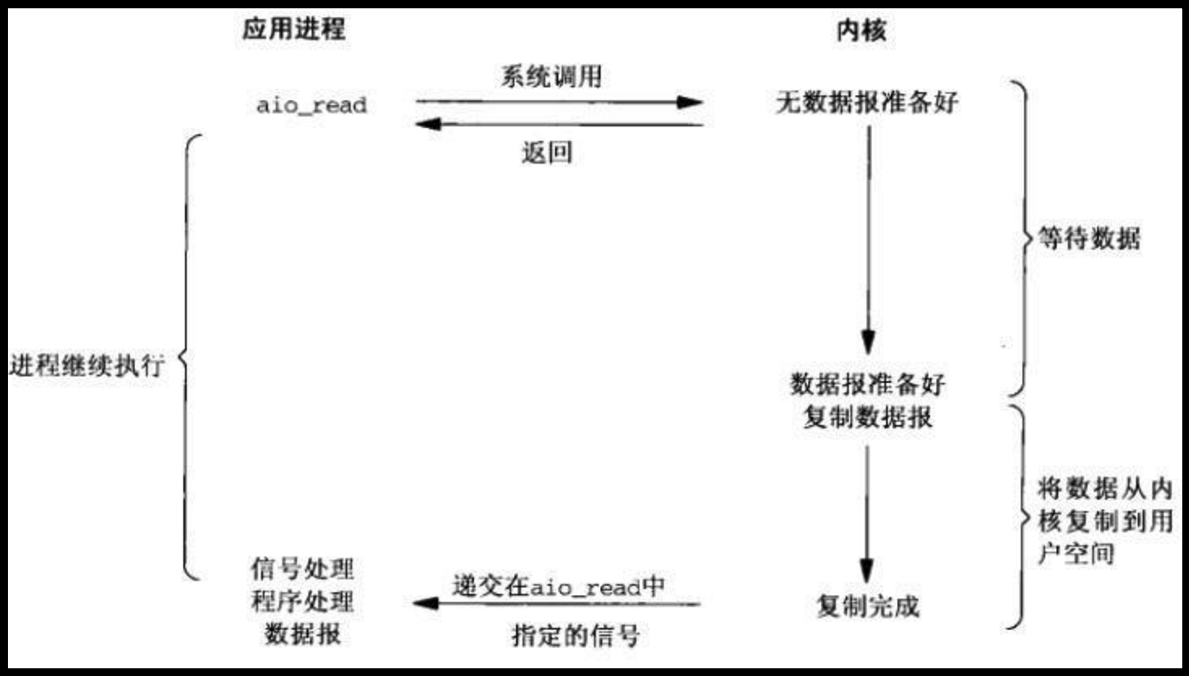 应用进程
内核
系统调用
aio_read
无数据报准备好
返回
等待数据
进程继续执行
数据报准备好
复制数据报
将数据从内
核复制到用
户空间
信号处理
程序处理
数据报
递交在aio_read中
指定的信号
复制完成